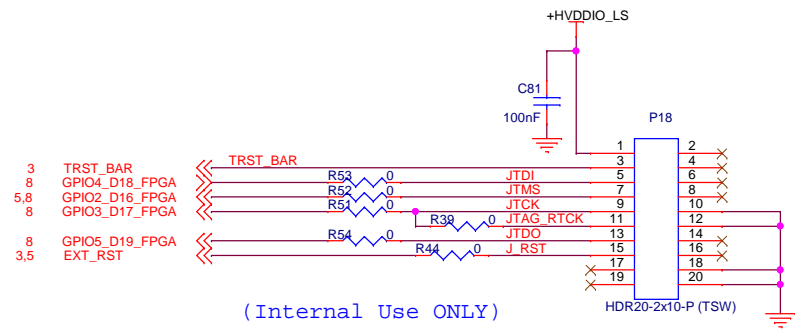 +HVDDIO_LS
C81
100nF
P18
1 2
3 TRST_BAR TRST_BAR 3 4
8 GPIO4_D18_FPGA R53 0 JTDI 5 6
5,8 GPIO2_D16_FPGA R52 0 JTMS 7 8
8 GPIO3_D17_FPGA R51 0 JTCK 9 10
R39 0 JTAG_RTCK 11 12
8 GPIO5_D19_FPGA R54 0 JTDO 13 14
3,5 EXT_RST R44 0 J_RST 15 16
17 18
19 20
HDR20-2x10-P (TSW)
(Internal Use ONLY)